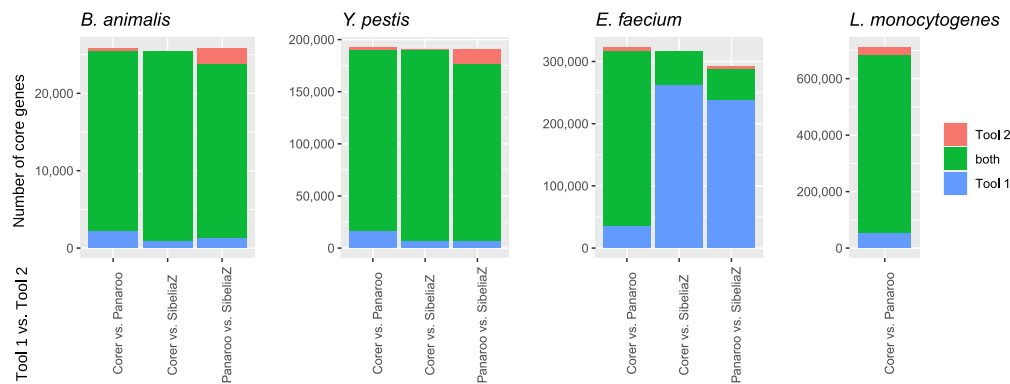 B. animalis
Y. pestis
E. faecium
L. monocytogenes
Number of core genes
20,000
10,000
0
200,000
150,000
100,000
50,000
0
300,000
200,000
100,000
0
600,000
400,000
200,000
0
Tool 2
both
Tool 1
Tool 1 vs. Tool 2
Corer vs. Panaroo
Corer vs. SibeliaZ
Panaroo vs. SibeliaZ
Corer vs. Panaroo
Corer vs. SibeliaZ
Panaroo vs. SibeliaZ
Corer vs. Panaroo
Corer vs. SibeliaZ
Panaroo vs. SibeliaZ
Corer vs. Panaroo